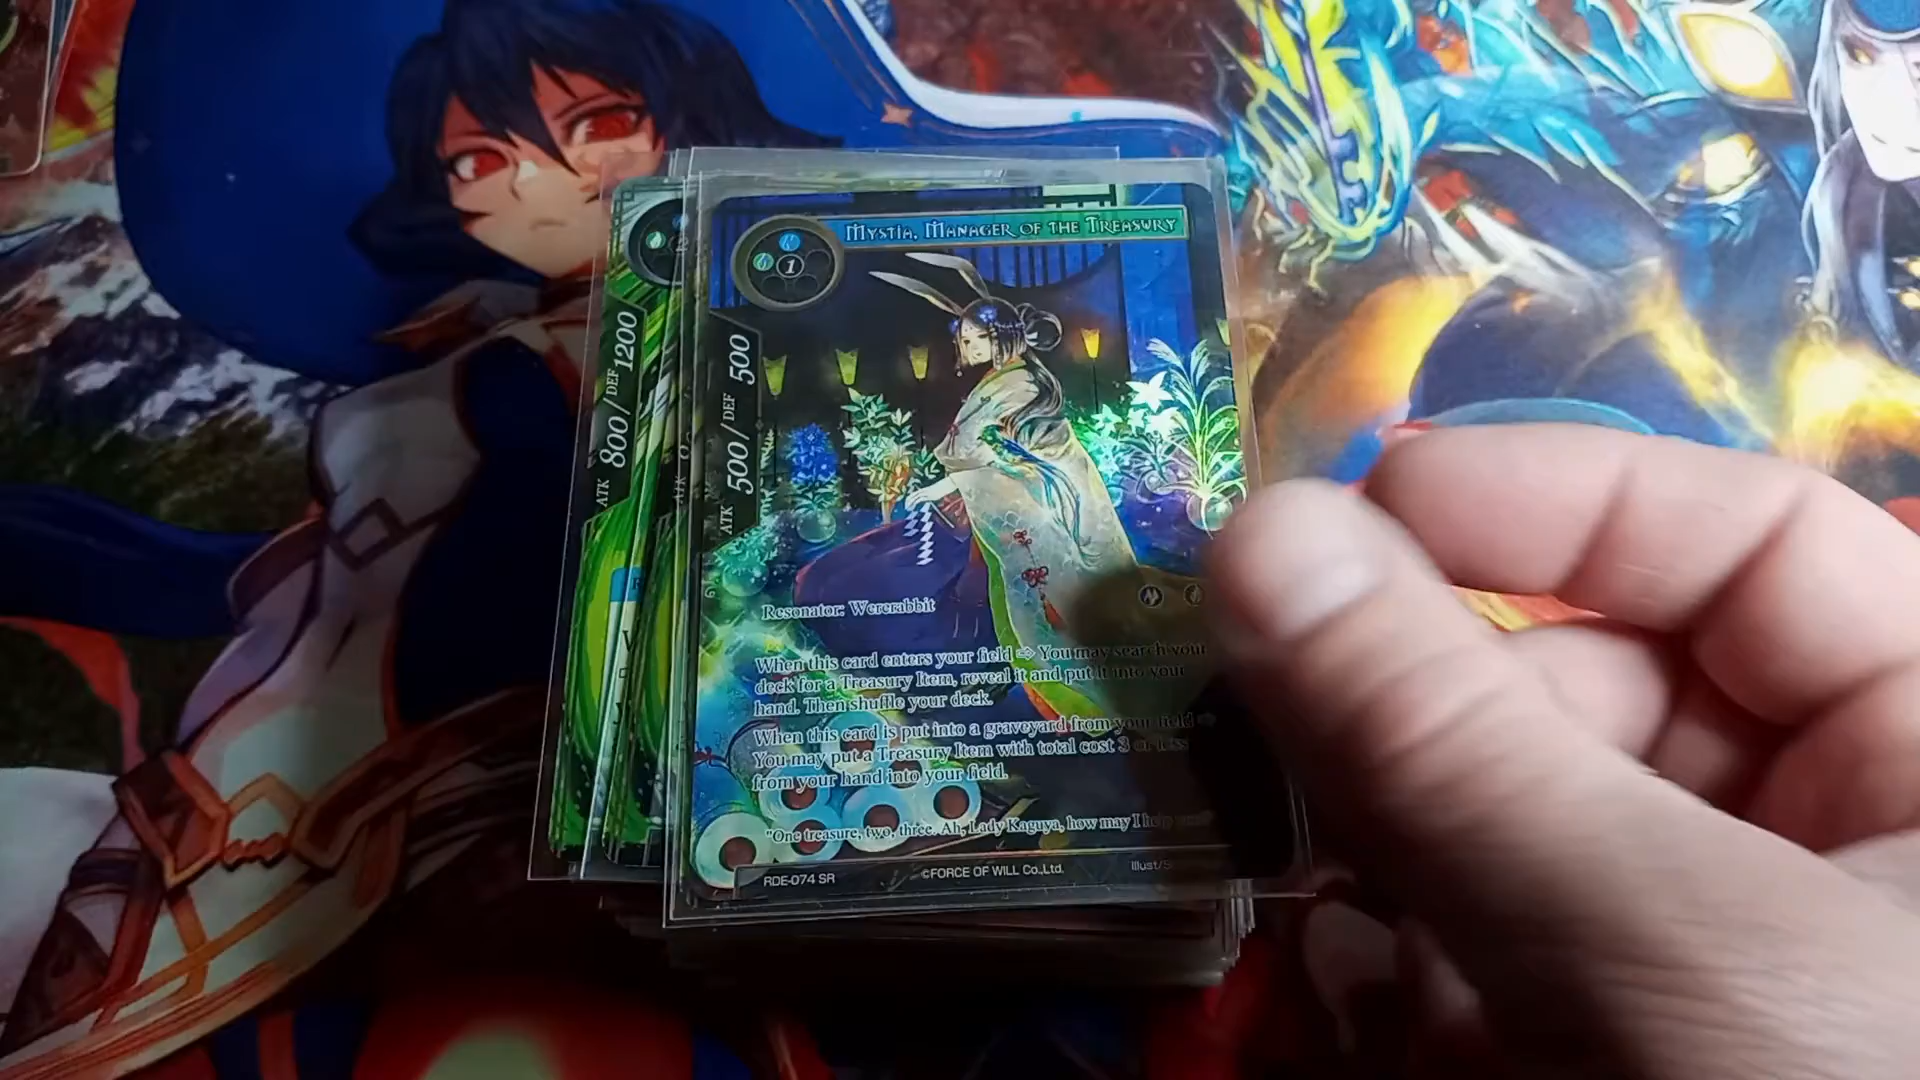 Mystia, Manager of the Treasury
1
ATK 800 / DEF 1200
ATK 500 / DEF 500
Resonator: Wererabbit
When this card enters your field ⇒ You may search your
deck for a Treasury Item, reveal it and put it into your
hand. Then shuffle your deck.
When this card is put into a graveyard from your field ⇒
You may put a Treasury Item with total cost 3 or less
from your hand into your field.
"One treasure, two, three. Ah, Lady Kaguya, how may I help
RDE-074 SR
©FORCE OF WILL Co.,Ltd.
Illust/S